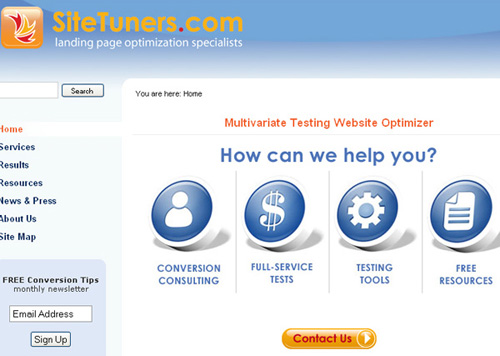 SiteTuners.com
landing page optimization specialists
Search
You are here: Home
Home
Services
Results
Resources
News & Press
About Us
Site Map
FREE Conversion Tips
monthly newsletter
Email Address
Sign Up
Multivariate Testing Website Optimizer
How can we help you?
CONVERSION
CONSULTING
FULL-SERVICE
TESTS
TESTING
TOOLS
FREE
RESOURCES
Contact Us